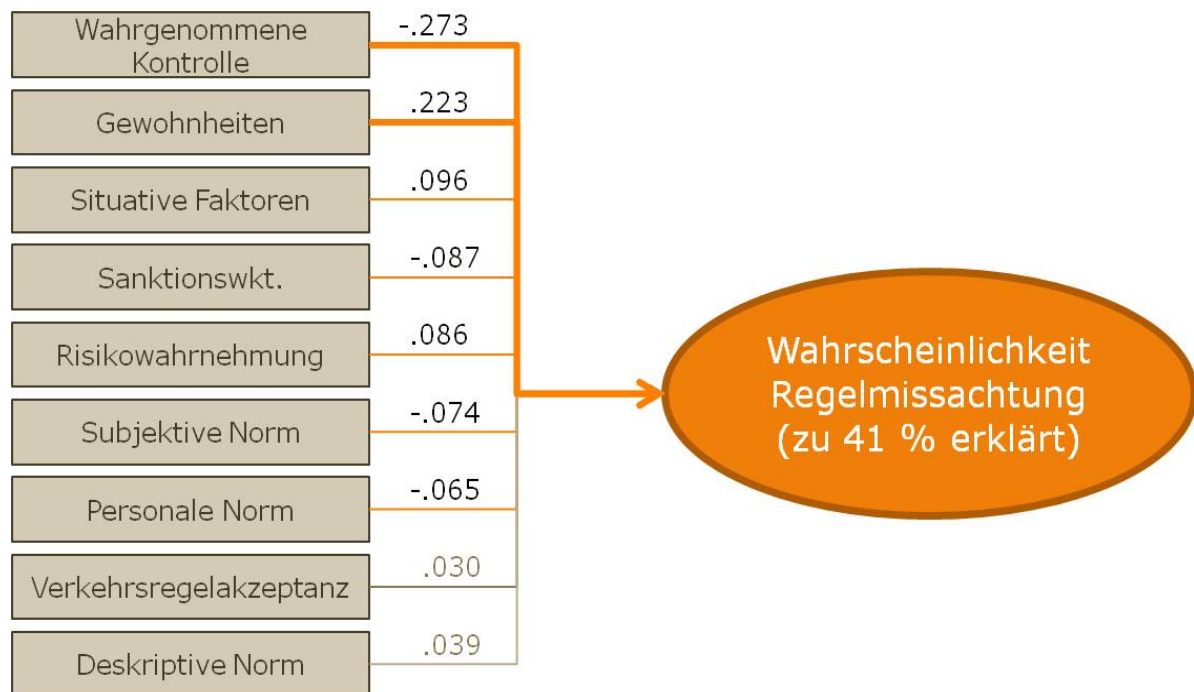 Wahrgenommene
Kontrolle
-.273
Gewohnheiten
.223
Situative Faktoren
.096
Sanktionswkt.
-.087
Risikowahrnehmung
.086
Subjektive Norm
-.074
Personale Norm
-.065
Verkehrsregelakzeptanz
.030
Deskriptive Norm
.039
Wahrscheinlichkeit
Regelmissachtung
(zu 41 % erklärt)